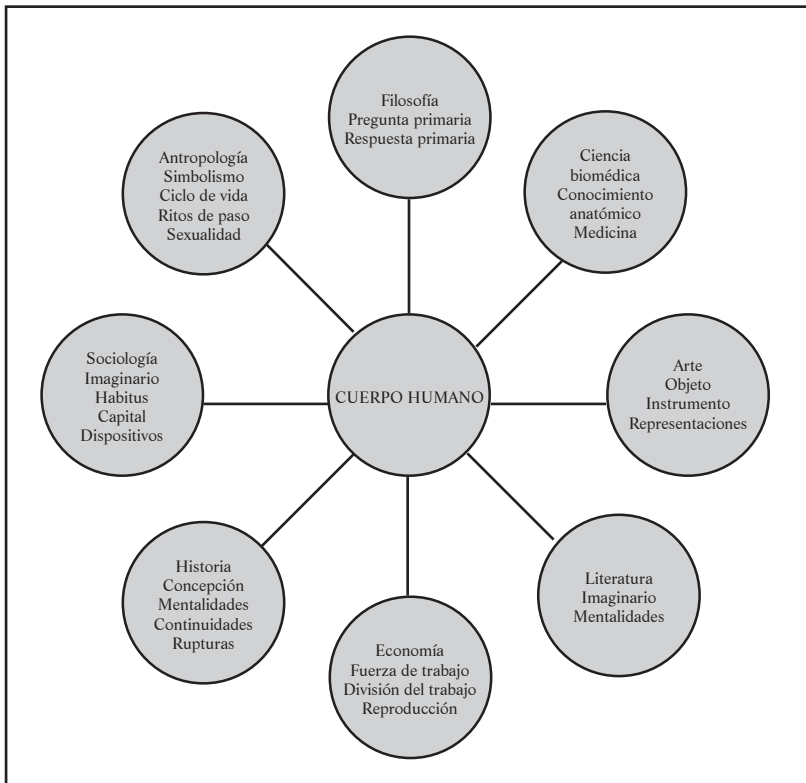 Filosofía
Pregunta primaria
Respuesta primaria
Antropología
Simbolismo
Ciclo de vida
Ritos de paso
Sexualidad
Ciencia
biomédica
Conocimiento
anatómico
Medicina
Sociología
Imaginario
Habitus
Capital
Dispositivos
CUERPO HUMANO
Arte
Objeto
Instrumento
Representaciones
Historia
Concepción
Mentalidades
Continuidades
Rupturas
Economía
Fuerza de trabajo
División del trabajo
Reproducción
Literatura
Imaginario
Mentalidades